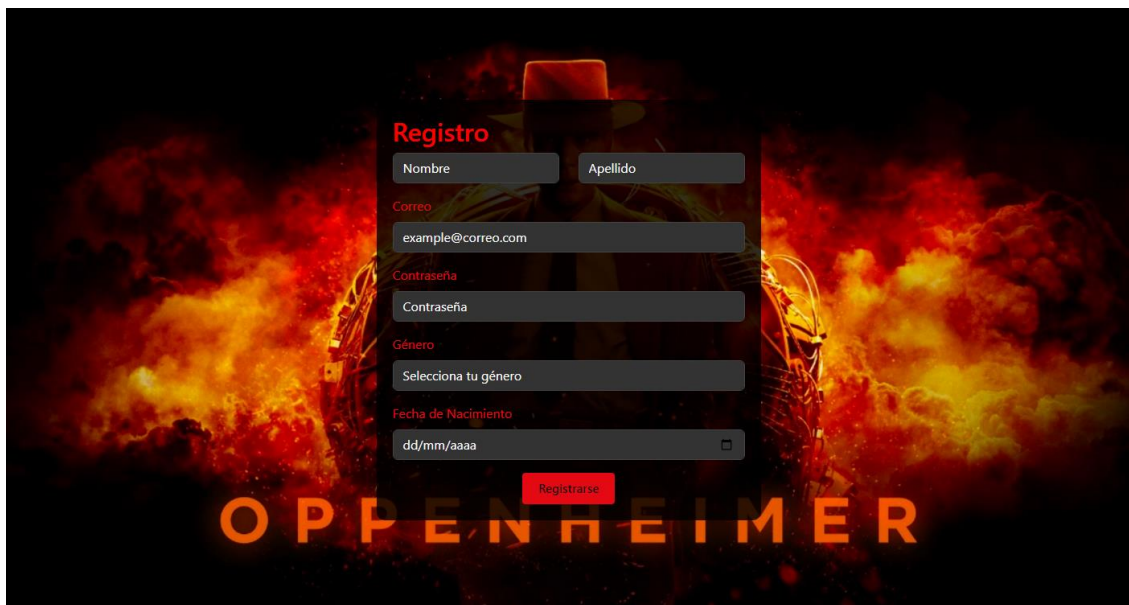 Registro
Nombre Apellido
Correo
example@correo.com
Contraseña
Contraseña
Género
Selecciona tu género
Fecha de Nacimiento
dd/mm/aaaa
Registrarse
OPPENHEIMER